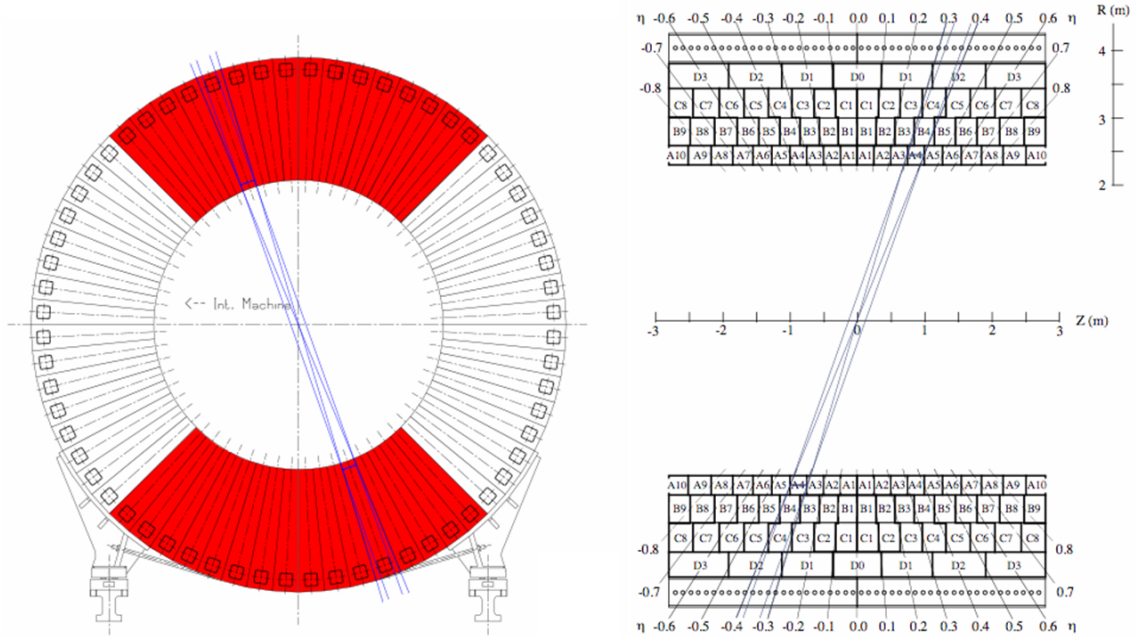 η -0.6 -0.5 -0.4 -0.3 -0.2 -0.1 0.0 0.1 0.2 0.3 0.4 0.5 0.6 η R (m)
-0.7 0.7 4
D3 D2 D1 D0 D1 D2 D3
-0.8 0.8
C8 C7 C6 C5 C4 C3 C2 C1 C1 C2 C3 C4 C5 C6 C7 C8
3
B9 B8 B7 B6 B5 B4 B3 B2 B1 B1 B2 B3 B4 B5 B6 B7 B8 B9
A10 A9 A8 A7 A6 A5 A4 A3 A2 A1 A1 A2 A3 A4 A5 A6 A7 A8 A9 A10
2
<-- Int. Machine
-3 -2 -1 0 1 2 3 Z (m)
A10 A9 A8 A7 A6 A5 A4 A3 A2 A1 A1 A2 A3 A4 A5 A6 A7 A8 A9 A10
B9 B8 B7 B6 B5 B4 B3 B2 B1 B1 B2 B3 B4 B5 B6 B7 B8 B9
C8 C7 C6 C5 C4 C3 C2 C1 C1 C2 C3 C4 C5 C6 C7 C8
-0.8 0.8
D3 D2 D1 D0 D1 D2 D3
-0.7 0.7
η -0.6 -0.5 -0.4 -0.3 -0.2 -0.1 0.0 0.1 0.2 0.3 0.4 0.5 0.6 η